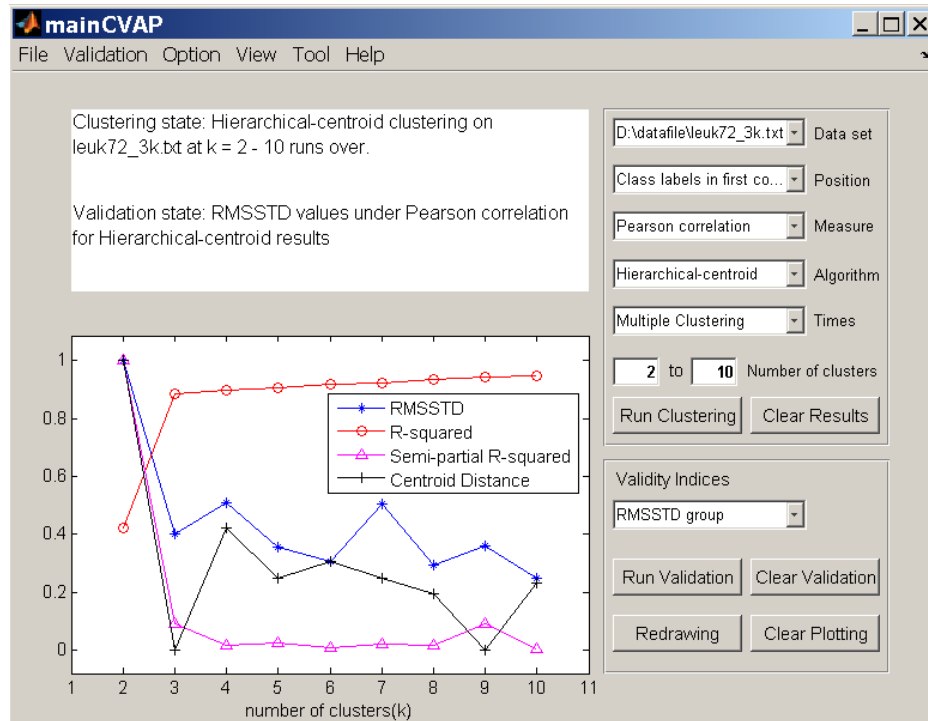 mainCVAP
File Validation Option View Tool Help
Clustering state: Hierarchical-centroid clustering on
leuk72_3k.txt at k = 2 - 10 runs over.
Validation state: RMSSTD values under Pearson correlation
for Hierarchical-centroid results
D:\datafile\leuk72_3k.txt Data set
Class labels in first co... Position
Pearson correlation Measure
Hierarchical-centroid Algorithm
Multiple Clustering Times
2 to 10 Number of clusters
Run Clustering Clear Results
Validity Indices
RMSSTD group
Run Validation Clear Validation
Redrawing Clear Plotting
1
0.8
0.6
0.4
0.2
0
RMSSTD
R-squared
Semi-partial R-squared
Centroid Distance
1 2 3 4 5 6 7 8 9 10 11
number of clusters(k)